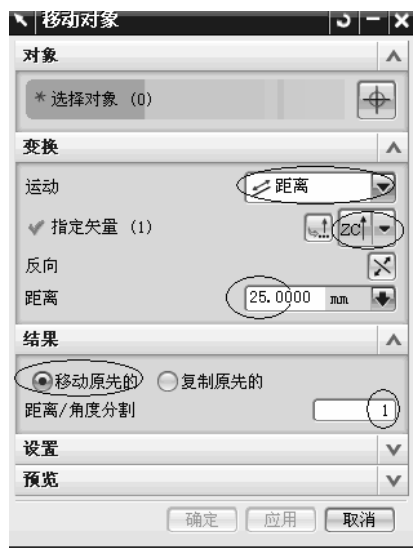 移动对象
对象
* 选择对象 (0)
变换
运动 距离
指定矢量 (1) ZC
反向
距离 25.0000 mm
结果
移动原先的 复制原先的
距离/角度分割 1
设置
预览
确定 应用 取消